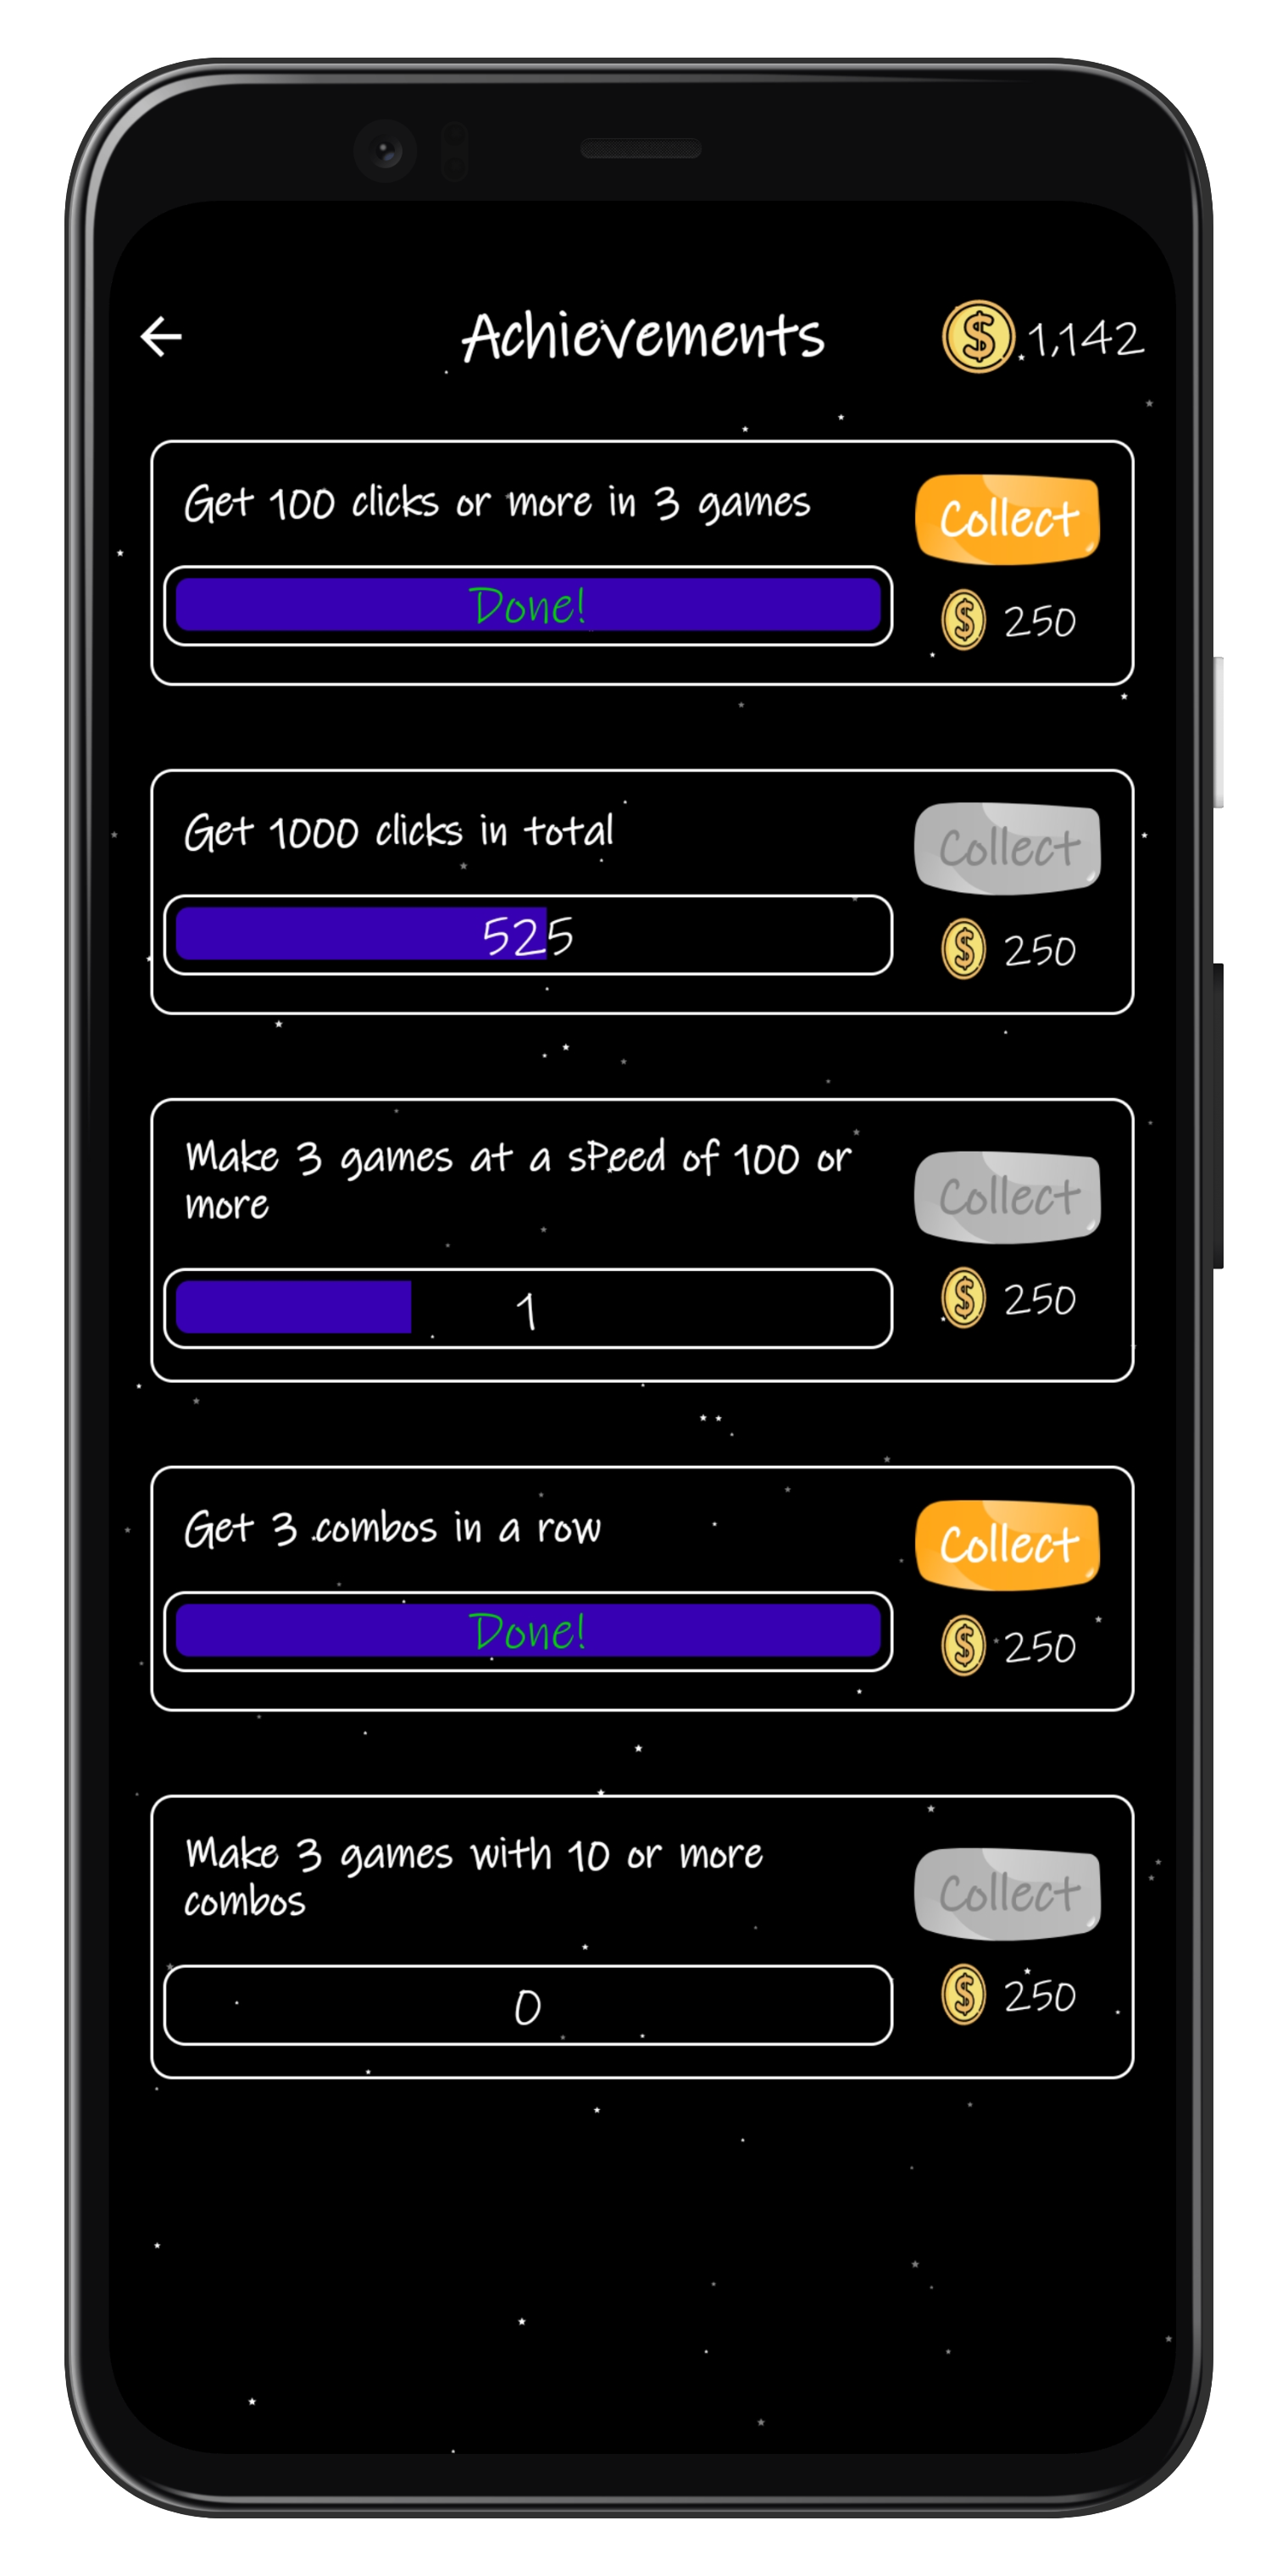 Achievements
1,142
Get 100 clicks or more in 3 games
Collect
Done!
250
Get 1000 clicks in total
Collect
525
250
Make 3 games at a speed of 100 or
more
Collect
1
250
Get 3 combos in a row
Collect
Done!
250
Make 3 games with 10 or more
combos
Collect
0
250